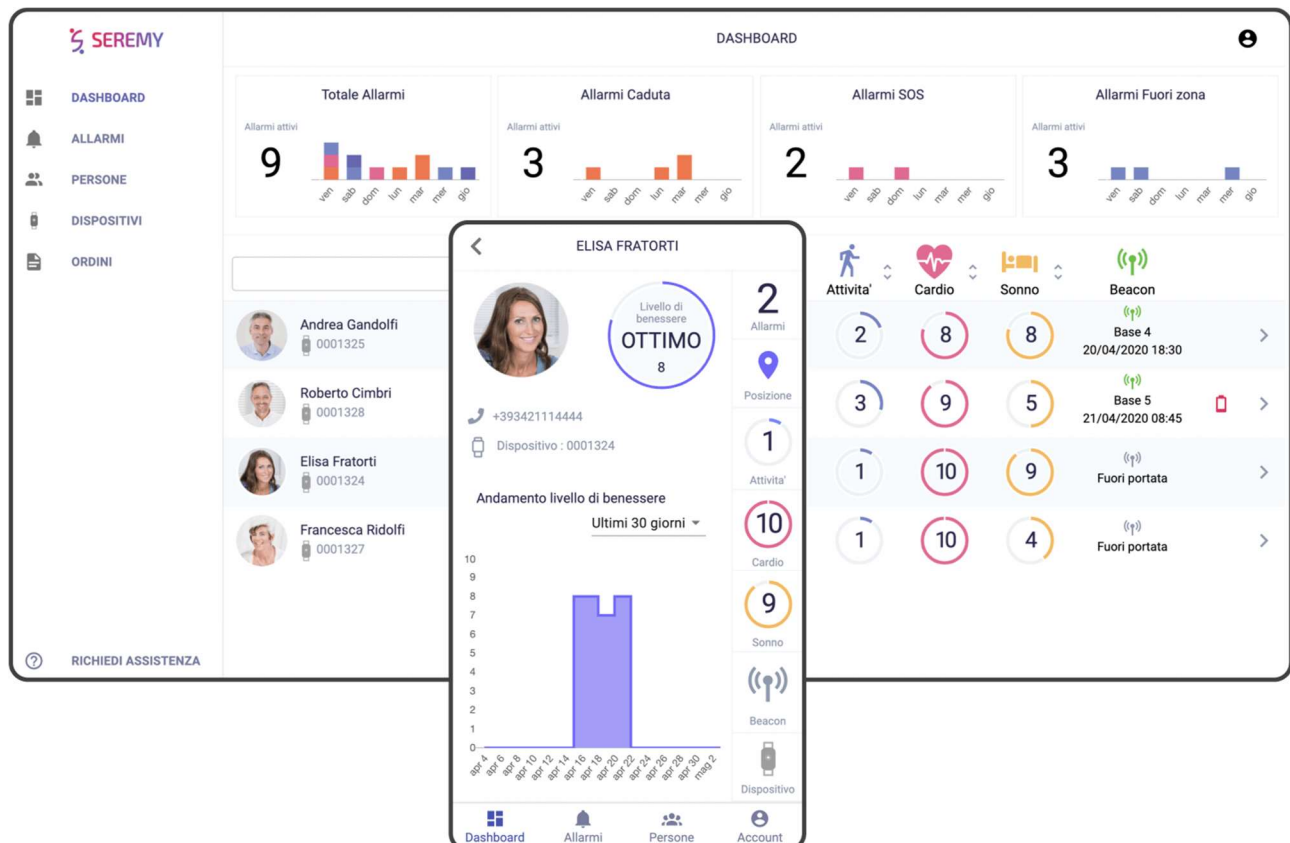 SEREMY
DASHBOARD
DASHBOARD
ALLARMI
PERSONE
DISPOSITIVI
ORDINI
RICHIEDI ASSISTENZA
Totale Allarmi
Allarmi attivi
9
ven sab dom lun mar mer gio
Allarmi Caduta
Allarmi attivi
3
ven sab dom lun mar mer gio
Allarmi SOS
Allarmi attivi
2
ven sab dom lun mar mer gio
Allarmi Fuori zona
Allarmi attivi
3
ven sab dom lun mar mer gio
Attivita' Cardio Sonno Beacon
Andrea Gandolfi
0001325
2 8 8
Base 4
20/04/2020 18:30
Roberto Cimbri
0001328
3 9 5
Base 5
21/04/2020 08:45
Elisa Fratorti
0001324
1 10 9
Fuori portata
Francesca Ridolfi
0001327
1 10 4
Fuori portata
ELISA FRATORTI
Livello di
benessere
OTTIMO
8
+393421114444
Dispositivo : 0001324
Andamento livello di benessere
Ultimi 30 giorni
10
9
8
7
6
5
4
3
2
1
0
apr 4 apr 6 apr 8 apr 10 apr 12 apr 14 apr 16 apr 18 apr 20 apr 22 apr 24 apr 26 apr 28 apr 30 mag 2
2
Allarmi
Posizione
1
Attivita'
10
Cardio
9
Sonno
Beacon
Dispositivo
Dashboard Allarmi Persone Account